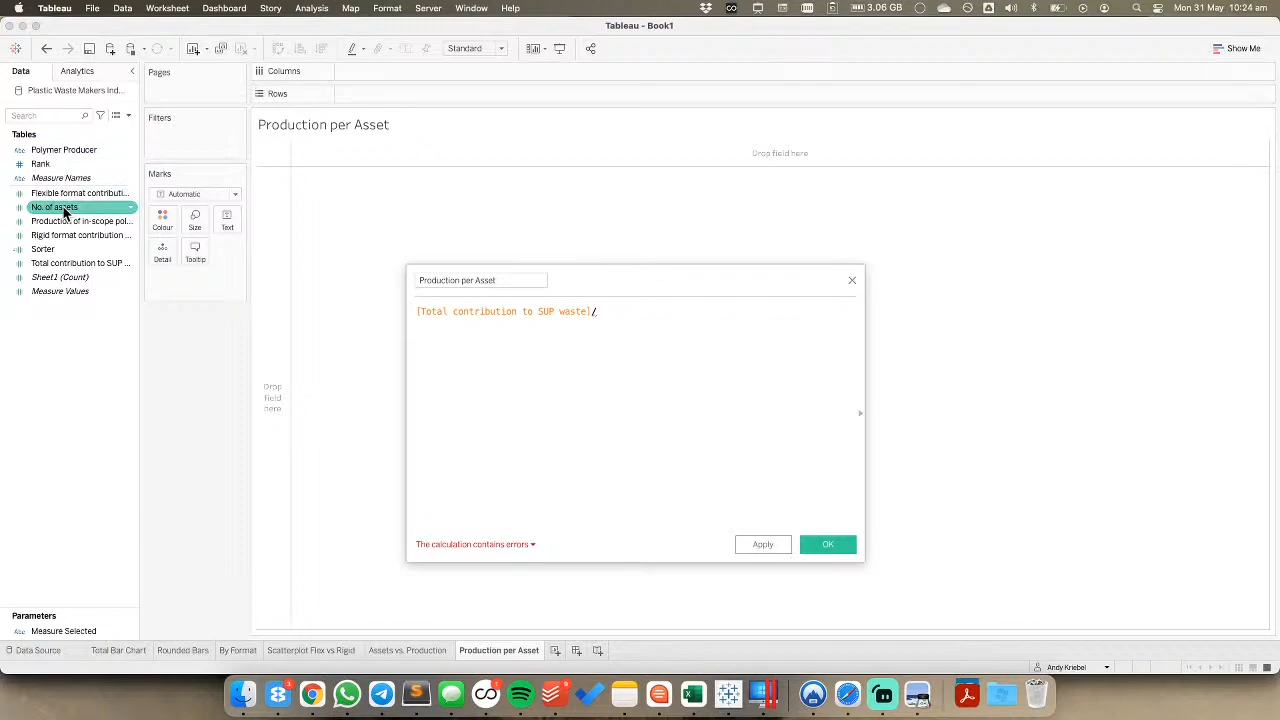 Tableau File Data Worksheet Dashboard Story Analysis Map Format Server Window Help 3.06 GB Mon 31 May 10:24 am
Tableau - Book1
Standard
Show Me
Data Analytics
Plastic Waste Makers Ind...
Search
Tables
Abc Polymer Producer
# Rank
Abc Measure Names
Flexible format contributi...
No. of assets
Production of in-scope pol...
Rigid format contribution ...
Sorter
Total contribution to SUP ...
Sheet1 (Count)
Measure Values
Parameters
Abc Measure Selected
Pages
Filters
Marks
Automatic
Colour Size Text
Detail Tooltip
Columns
Rows
Production per Asset
Drop field here
Drop
field
here
Production per Asset
[Total contribution to SUP waste]/
The calculation contains errors
Apply OK
Data Source Total Bar Chart Rounded Bars By Format Scatterplot Flex vs Rigid Assets vs. Production Production per Asset
Andy Kriebel